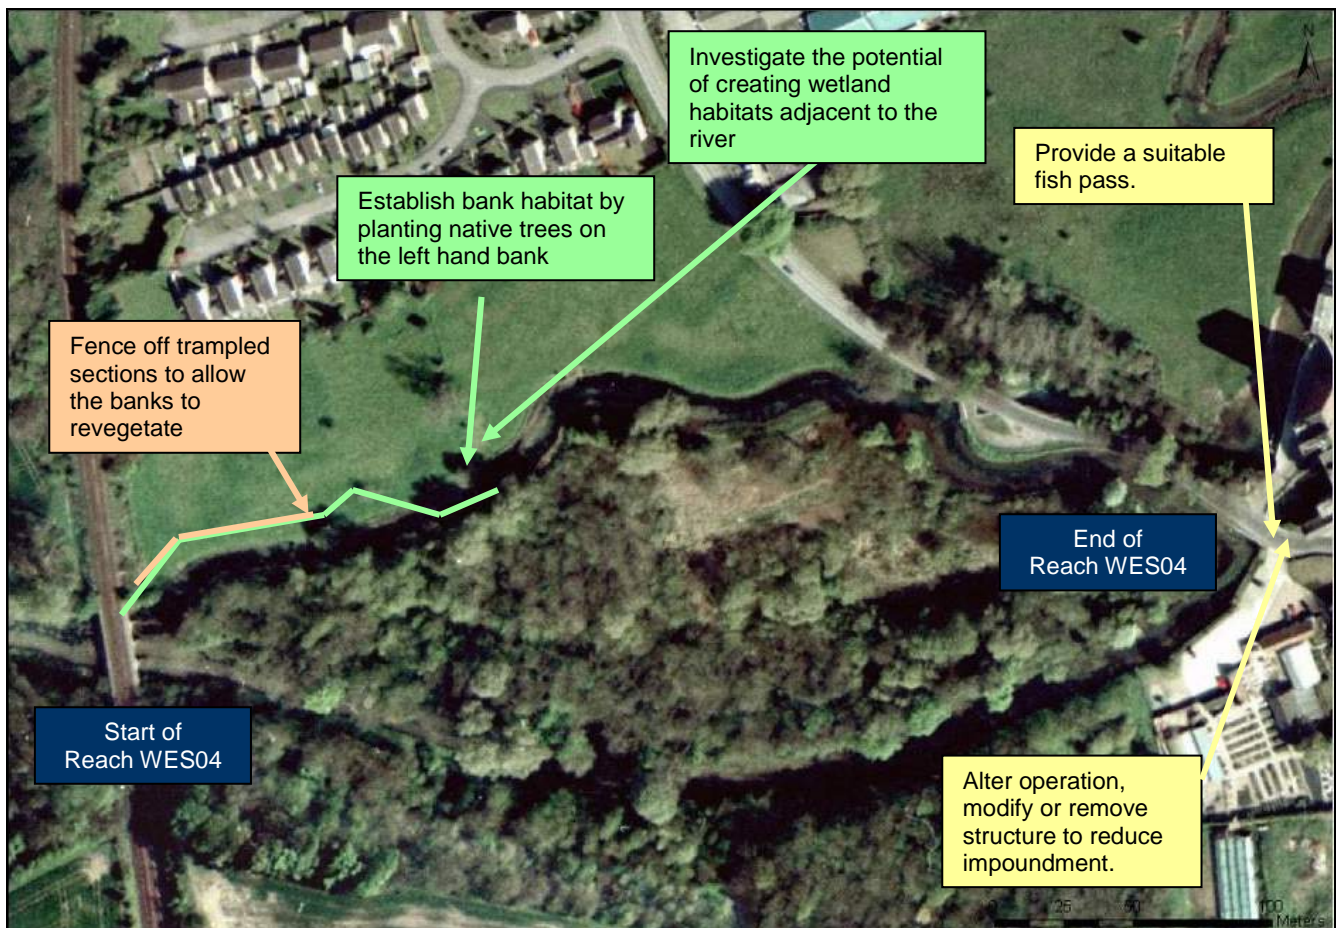 N
Investigate the potential
of creating wetland
habitats adjacent to the
river
Provide a suitable
fish pass.
Establish bank habitat by
planting native trees on
the left hand bank
Fence off trampled
sections to allow
the banks to
revegetate
End of
Reach WES04
Start of
Reach WES04
Alter operation,
modify or remove
structure to reduce
impoundment.
0 25 50 100
Meters